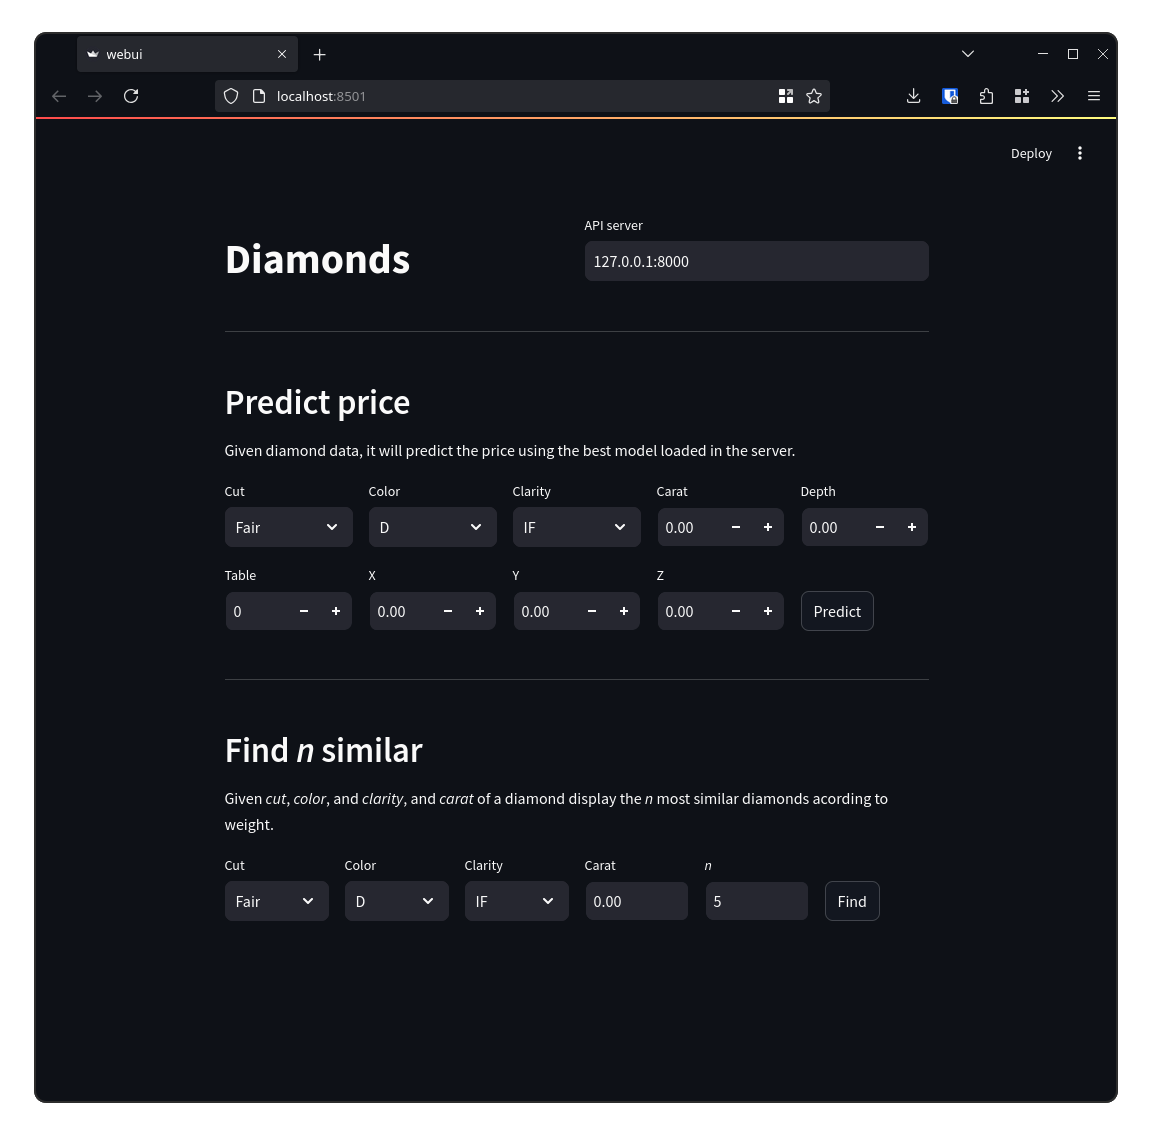 webui
localhost:8501
Deploy
API server
Diamonds
127.0.0.1:8000
Predict price
Given diamond data, it will predict the price using the best model loaded in the server.
Cut Color Clarity Carat Depth
Fair D IF 0.00 0.00
Table X Y Z
0 0.00 0.00 0.00 Predict
Find n similar
Given cut, color, and clarity, and carat of a diamond display the n most similar diamonds acording to
weight.
Cut Color Clarity Carat n
Fair D IF 0.00 5 Find